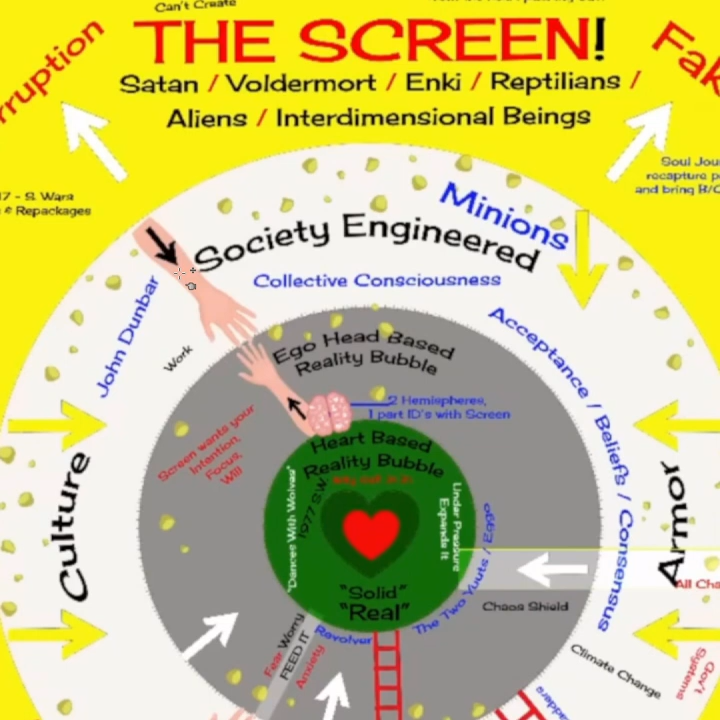 Can't Create
THE SCREEN!
Satan / Voldermort / Enki / Reptilians /
Aliens / Interdimensional Beings
rruption
Fak
17 - S. Wars
& Repackages
Soul Jou
recapture p
and bring B/C
Minions
Society Engineered
Collective Consciousness
John Dunbar
Work
Acceptance / Beliefs / Consensus
Ego Head Based
Reality Bubble
2 Hemispheres,
1 part ID's with Screen
Screen wants your
Intention,
Focus,
Will
Heart Based
Reality Bubble
"Dances With Wolves"
1977 S.W
Under Pressure
Expands It
"Solid"
"Real"
The Two Yuuts / Eggo
Culture
Armor
All Cha
Chaos Shield
Revolver
Fear Worry
FEED IT
Anxiety
Climate Change
Gov't
Systems